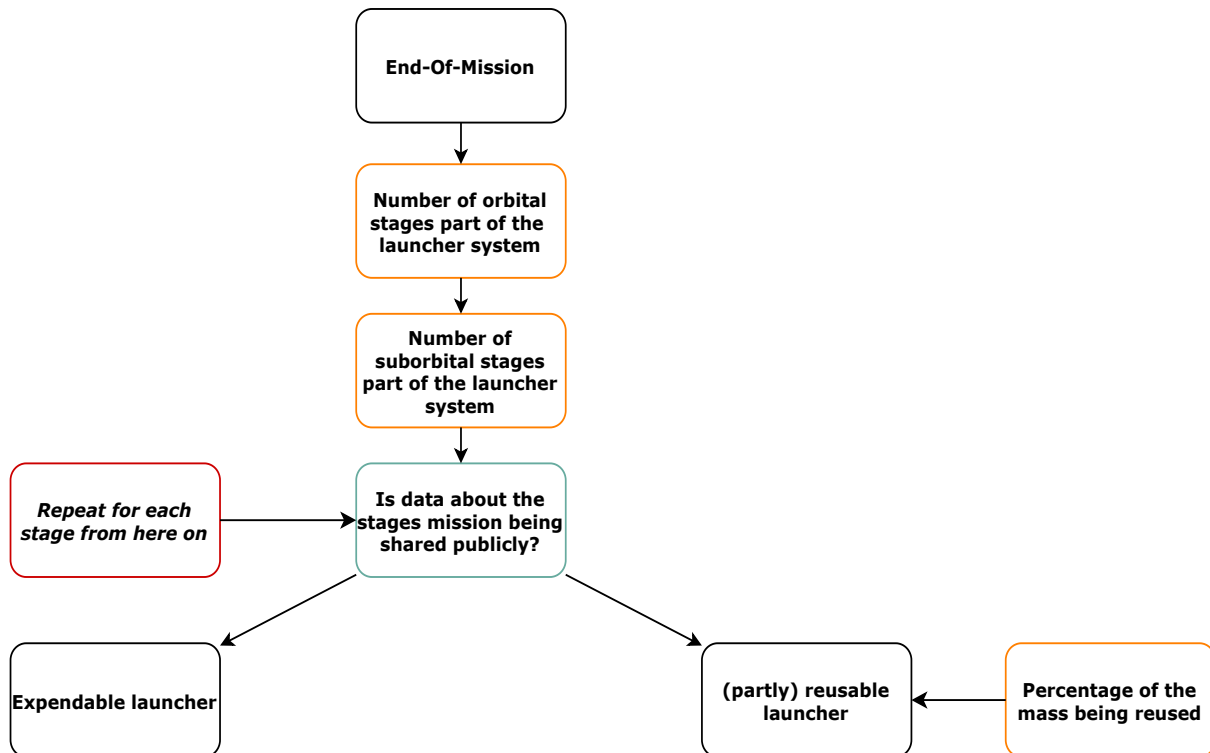 End-Of-Mission
Number of orbital
stages part of the
launcher system
Number of
suborbital stages
part of the launcher
system
Repeat for each
stage from here on
Is data about the
stages mission being
shared publicly?
Expendable launcher
(partly) reusable
launcher
Percentage of the
mass being reused